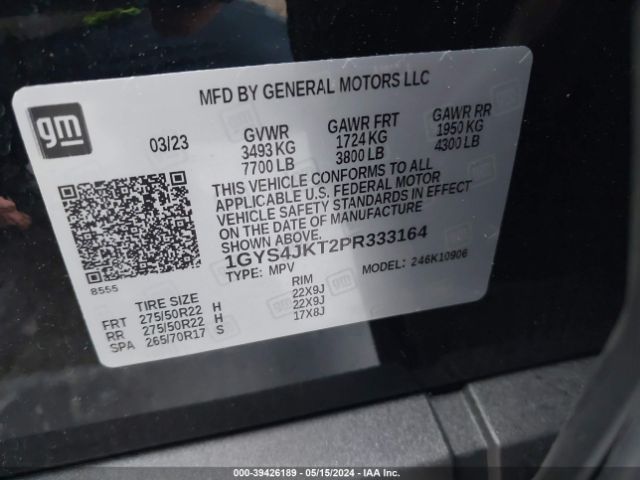 MFD BY GENERAL MOTORS LLC
gm
03/23
GVWR
3493 KG
7700 LB
GAWR FRT
1724 KG
3800 LB
GAWR RR
1950 KG
4300 LB
THIS VEHICLE CONFORMS TO ALL
APPLICABLE U.S. FEDERAL MOTOR
VEHICLE SAFETY STANDARDS IN EFFECT
ON THE DATE OF MANUFACTURE
SHOWN ABOVE.
1GYS4JKT2PR333164
TYPE: MPV
MODEL: 246K10906
8555
TIRE SIZE
RIM
FRT 275/50R22 H 22X9J
RR 275/50R22 H 22X9J
SPA 265/70R17 S 17X8J
000-39426189 - 05/15/2024 - IAA Inc.